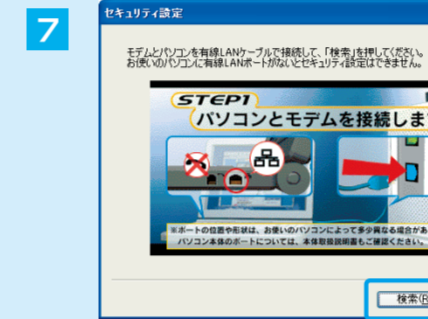 7
セキュリティ設定
モデムとパソコンを有線LANケーブルで接続して、「検索」を押してください。
お使いのパソコンに有線LANポートがないとセキュリティ設定はできません。
STEP1
パソコンとモデムを接続しま
※ポートの位置や形状は、お使いのパソコンによって多少異なる場合があ
パソコン本体のポートについては、本体取扱説明書もご確認ください。
検索(R